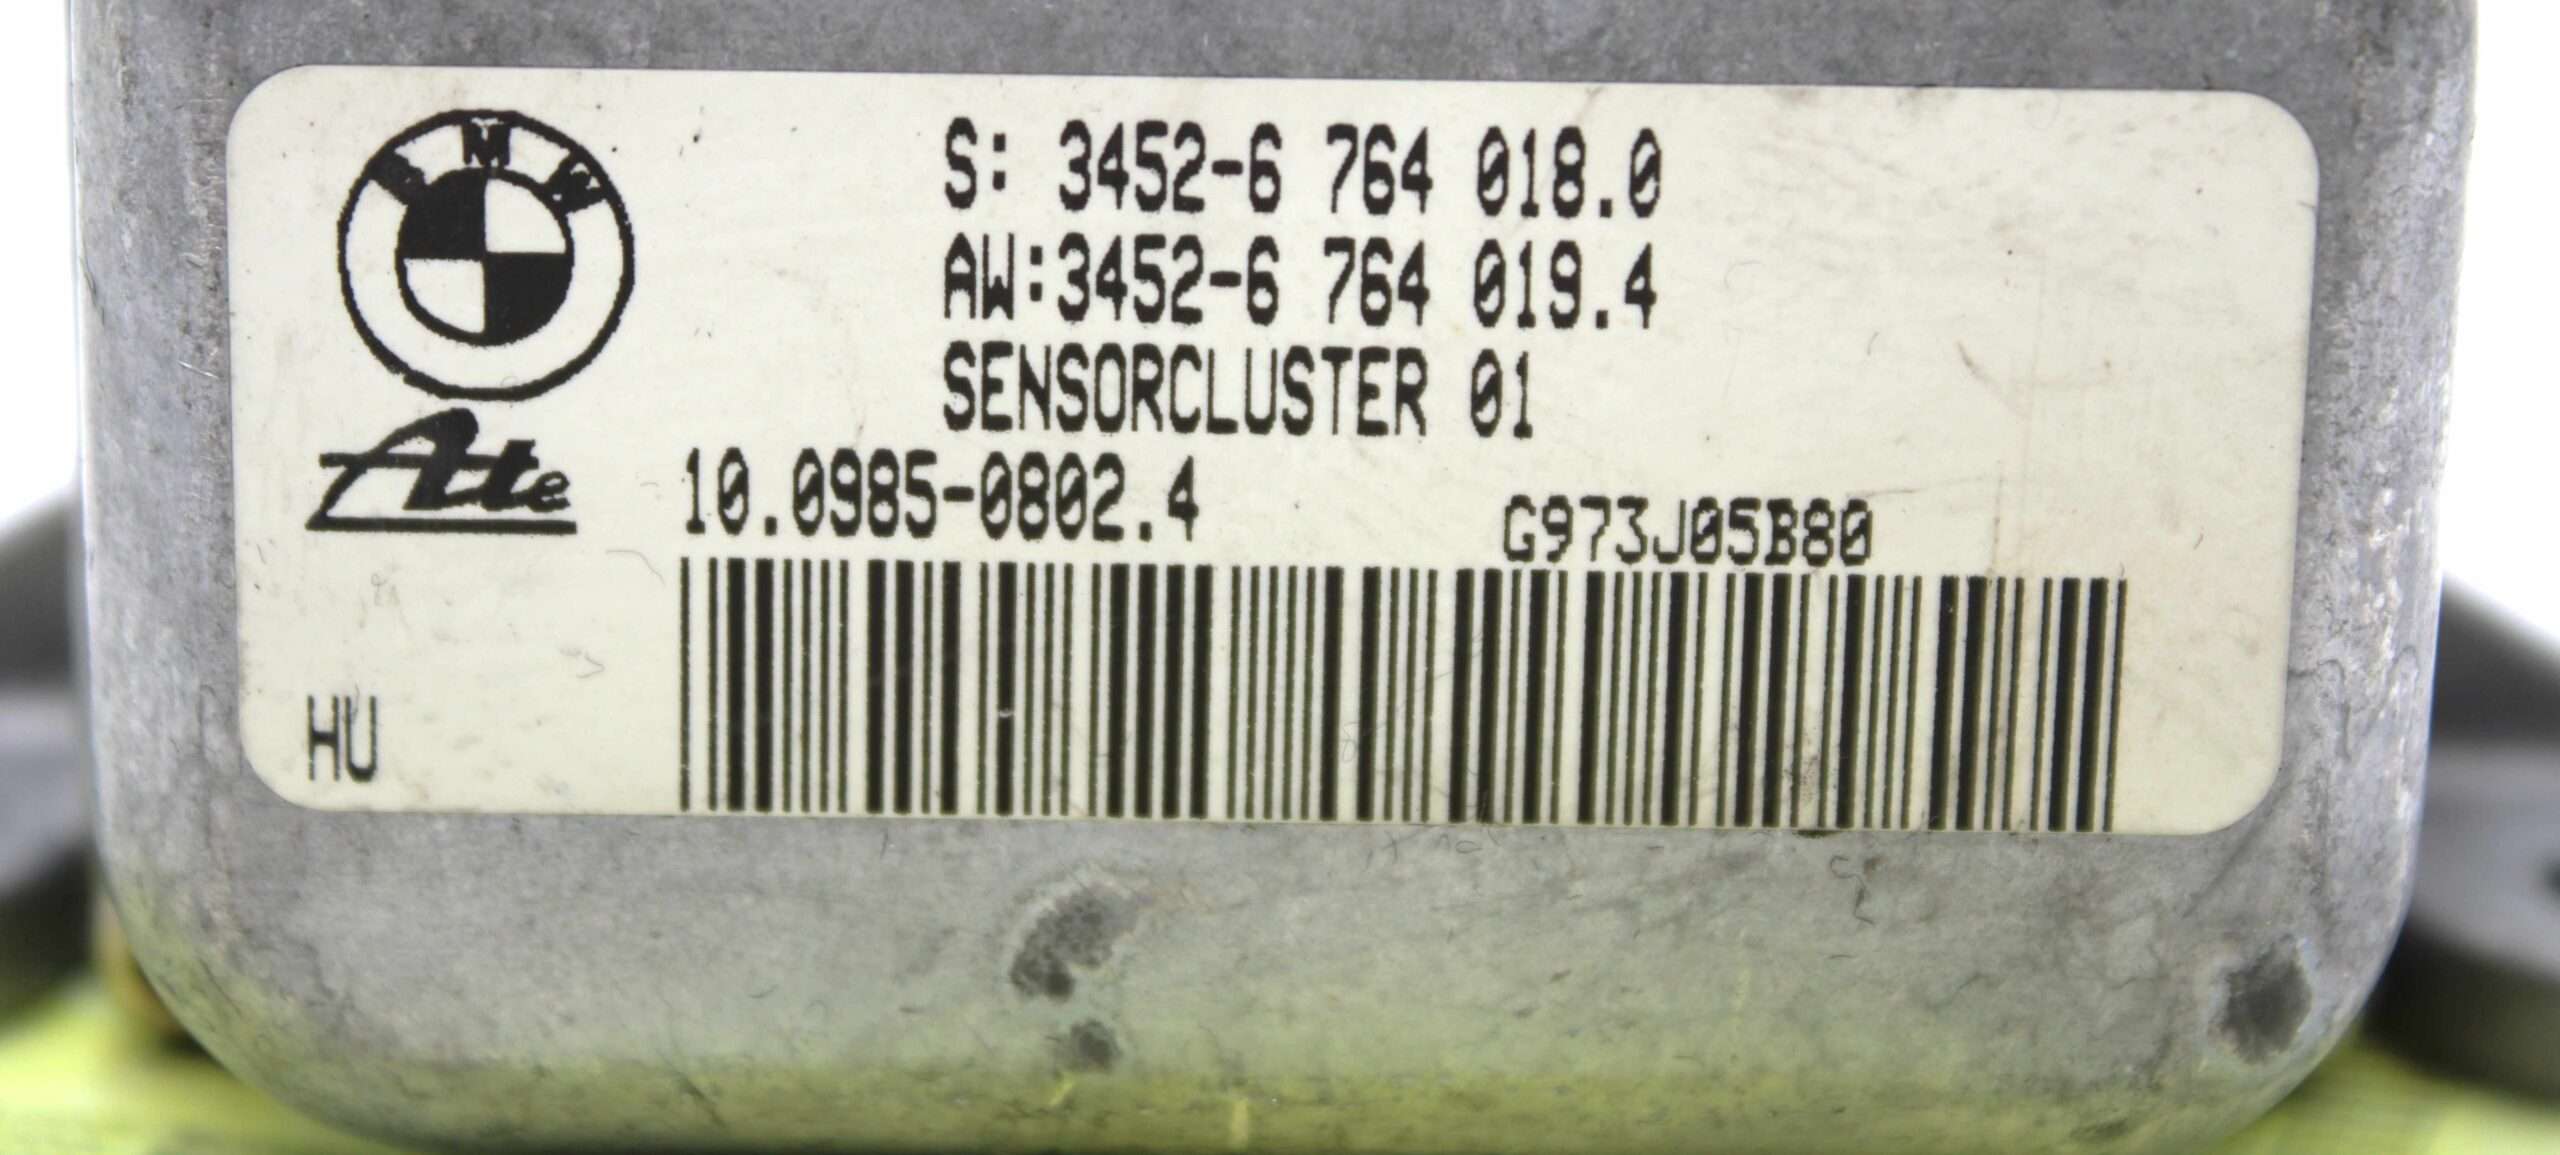 BMW
S: 3452-6 764 018.0
AW:3452-6 764 019.4
SENSORCLUSTER 01
Ate
10.0985-0802.4
G973J05B80
HU